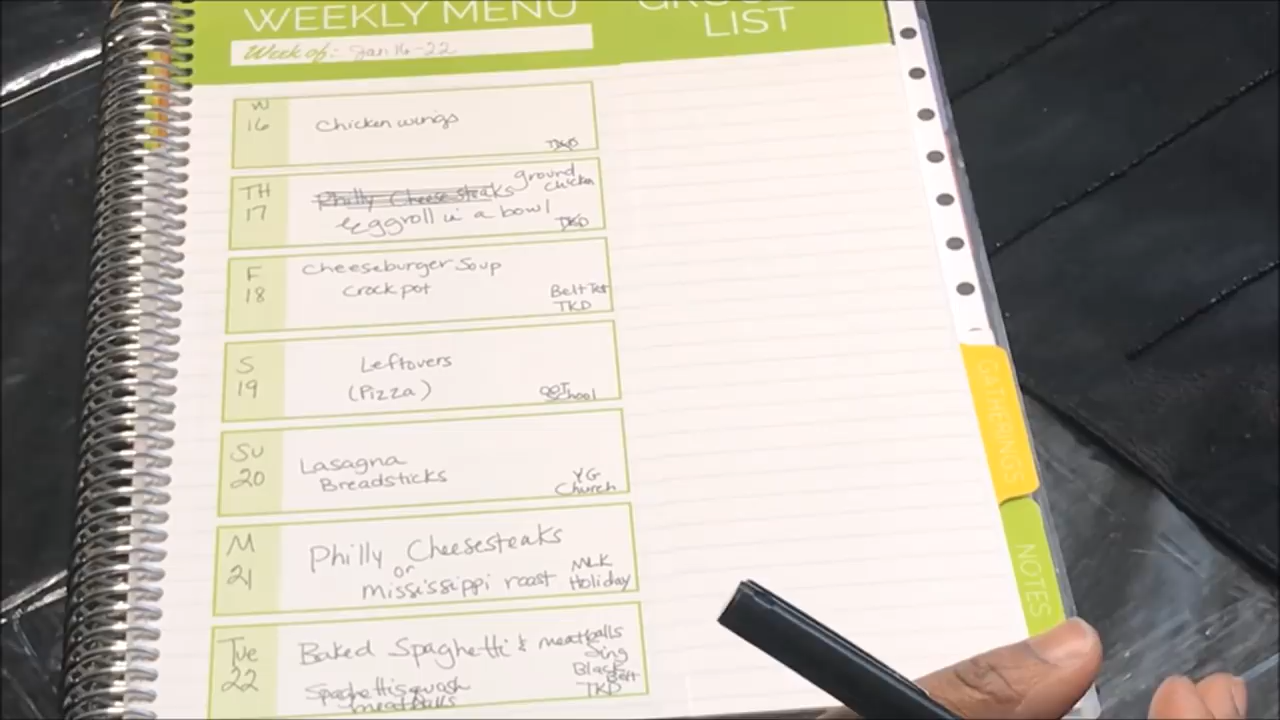 WEEKLY MENU
LIST
Week of: Jan 16-22
W
16
Chicken wings
TKD
TH
17
Philly Cheesesteaks ground
chicken
eggroll in a bowl
TKD
F
18
Cheeseburger Soup
Crock pot
Belt Test
TKD
S
19
Leftovers
(Pizza)
School
SU
20
Lasagna
Breadsticks
YG
Church
M
21
Philly Cheesesteaks
or
mississippi roast
MLK
Holiday
Tue
22
Baked Spaghetti & meatballs
Sing
Black
Belt
TKD
Spaghetti squash
meatballs
GATHERINGS
NOTES